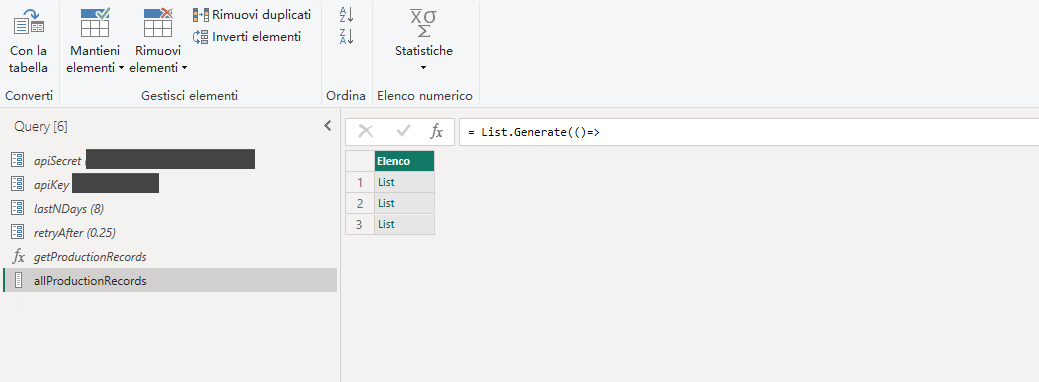 Con la
tabella
Converti
Mantieni
elementi
Rimuovi
elementi
Rimuovi duplicati
Inverti elementi
Gestisci elementi
A
Z
Z
A
Ordina
X̅σ
Σ
Statistiche
Elenco numerico
Query [6]
apiSecret (
apiKey
lastNDays (8)
retryAfter (0.25)
fx getProductionRecords
allProductionRecords
fx
= List.Generate(()=>
Elenco
1 List
2 List
3 List